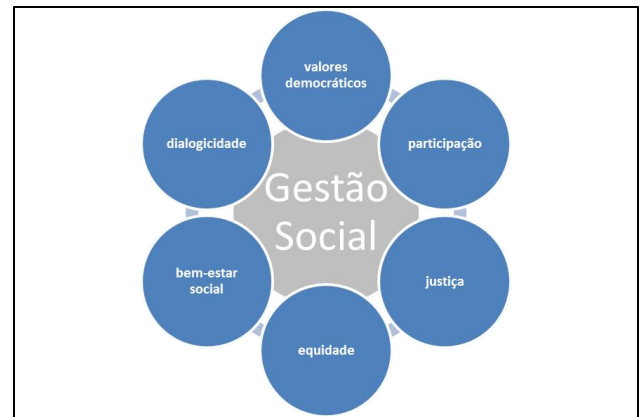 valores
democráticos
dialogicidade
participação
Gestão
Social
bem-estar
social
justiça
equidade